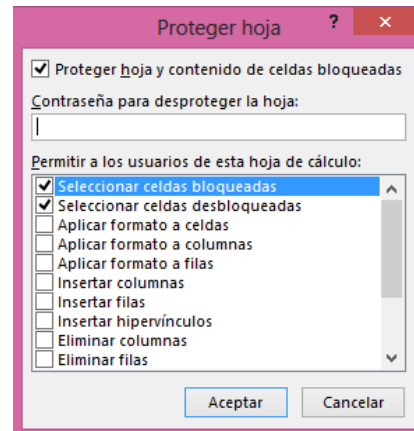 Proteger hoja
Proteger hoja y contenido de celdas bloqueadas
Contraseña para desproteger la hoja:
Permitir a los usuarios de esta hoja de cálculo:
Seleccionar celdas bloqueadas
Seleccionar celdas desbloqueadas
Aplicar formato a celdas
Aplicar formato a columnas
Aplicar formato a filas
Insertar columnas
Insertar filas
Insertar hipervínculos
Eliminar columnas
Eliminar filas
Aceptar Cancelar